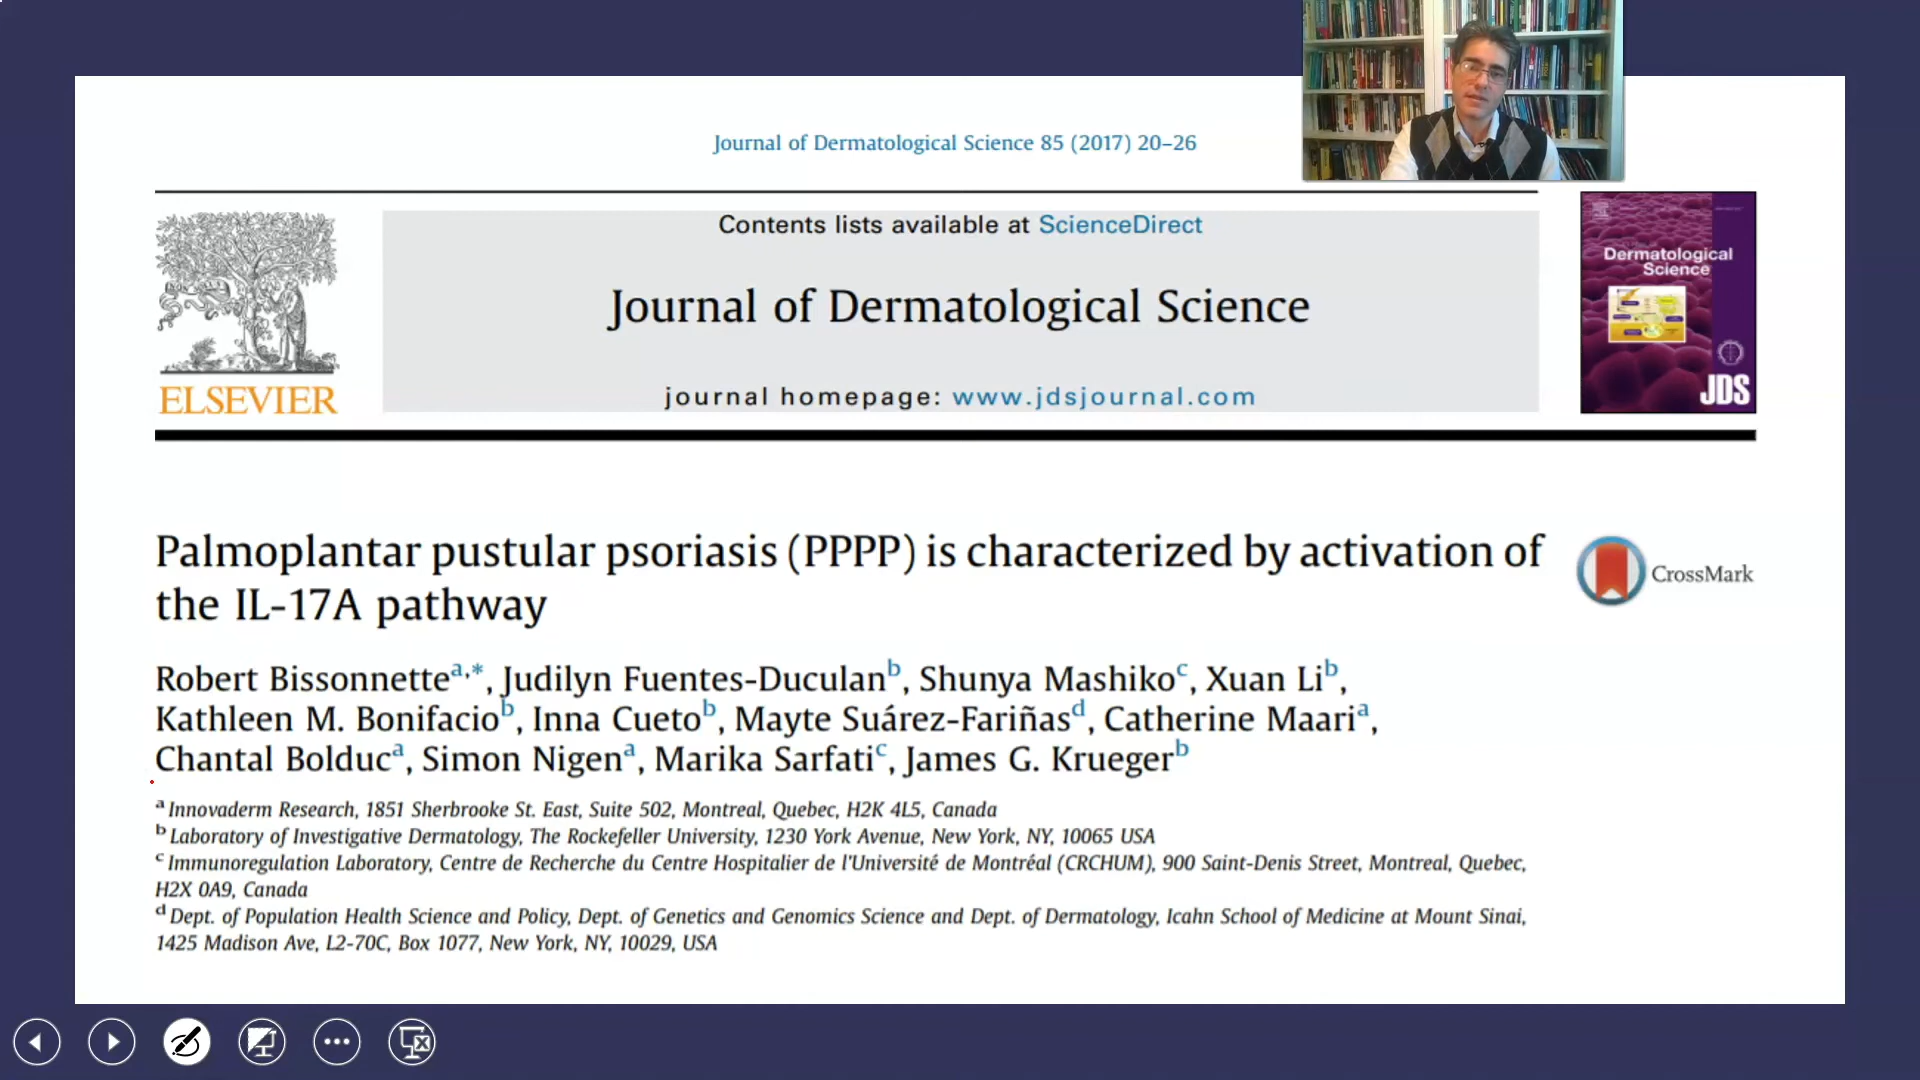 Journal of Dermatological Science 85 (2017) 20–26
Contents lists available at ScienceDirect
Journal of Dermatological Science
journal homepage: www.jdsjournal.com
ELSEVIER
Dermatological
Science
JDS
Palmoplantar pustular psoriasis (PPPP) is characterized by activation of
the IL-17A pathway
CrossMark
Robert Bissonnette a,*, Judilyn Fuentes-Duculan b, Shunya Mashiko c, Xuan Li b,
Kathleen M. Bonifacio b, Inna Cueto b, Mayte Suárez-Fariñas d, Catherine Maari a,
Chantal Bolduc a, Simon Nigen a, Marika Sarfati c, James G. Krueger b
a Innovaderm Research, 1851 Sherbrooke St. East, Suite 502, Montreal, Quebec, H2K 4L5, Canada
b Laboratory of Investigative Dermatology, The Rockefeller University, 1230 York Avenue, New York, NY, 10065 USA
c Immunoregulation Laboratory, Centre de Recherche du Centre Hospitalier de l'Université de Montréal (CRCHUM), 900 Saint-Denis Street, Montreal, Quebec,
H2X 0A9, Canada
d Dept. of Population Health Science and Policy, Dept. of Genetics and Genomics Science and Dept. of Dermatology, Icahn School of Medicine at Mount Sinai,
1425 Madison Ave, L2-70C, Box 1077, New York, NY, 10029, USA